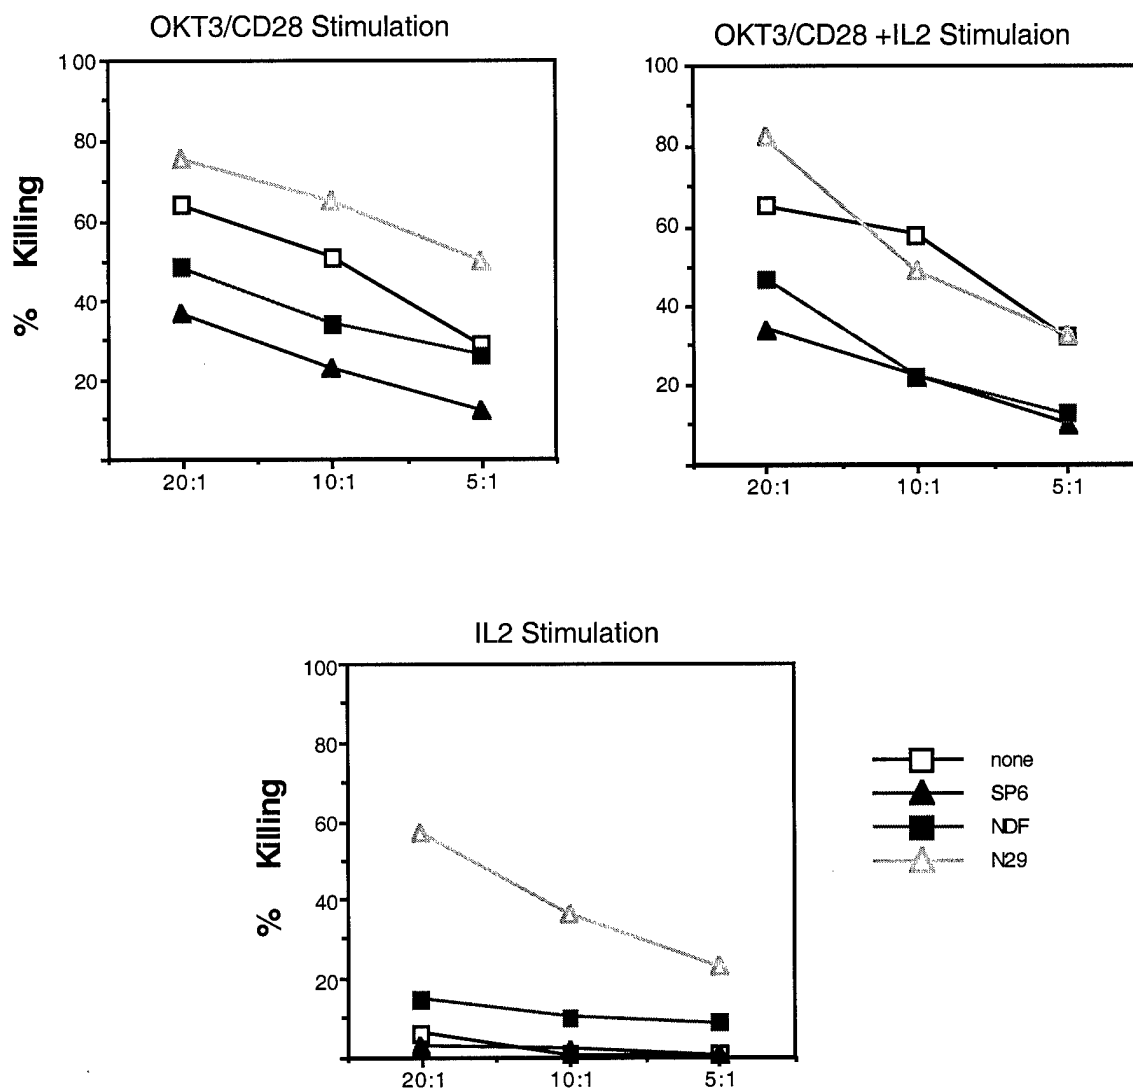 OKT3/CD28 Stimulation
100
80
60
40
20
% Killing
20:1 10:1 5:1
OKT3/CD28 +IL2 Stimulaion
100
80
60
40
20
20:1 10:1 5:1
IL2 Stimulation
100
80
60
40
20
% Killing
20:1 10:1 5:1
none
SP6
NDF
N29